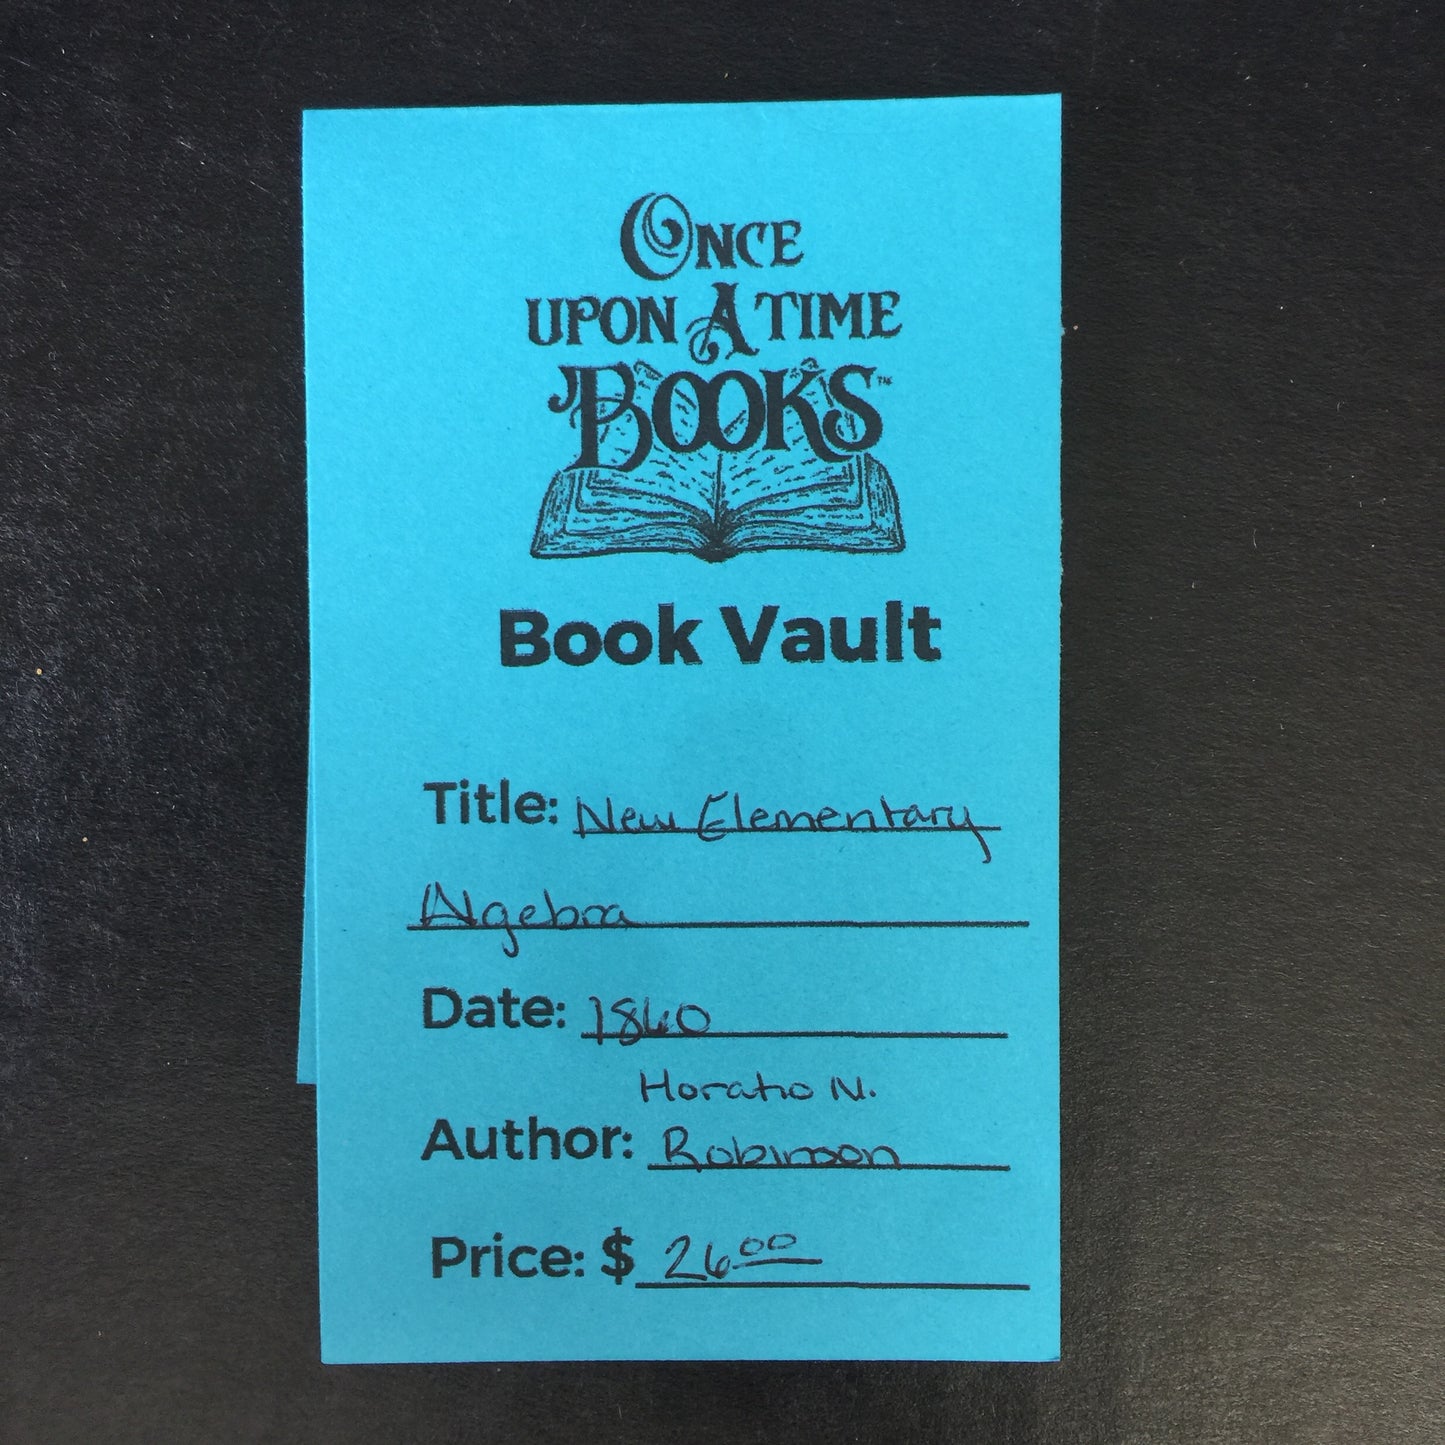 ONCE
UPON A TIME
BOOKS™
Book Vault
Title: New Elementary
Algebra
Date: 1860
Horatio N.
Author: Robinson
Price: $ 26.00